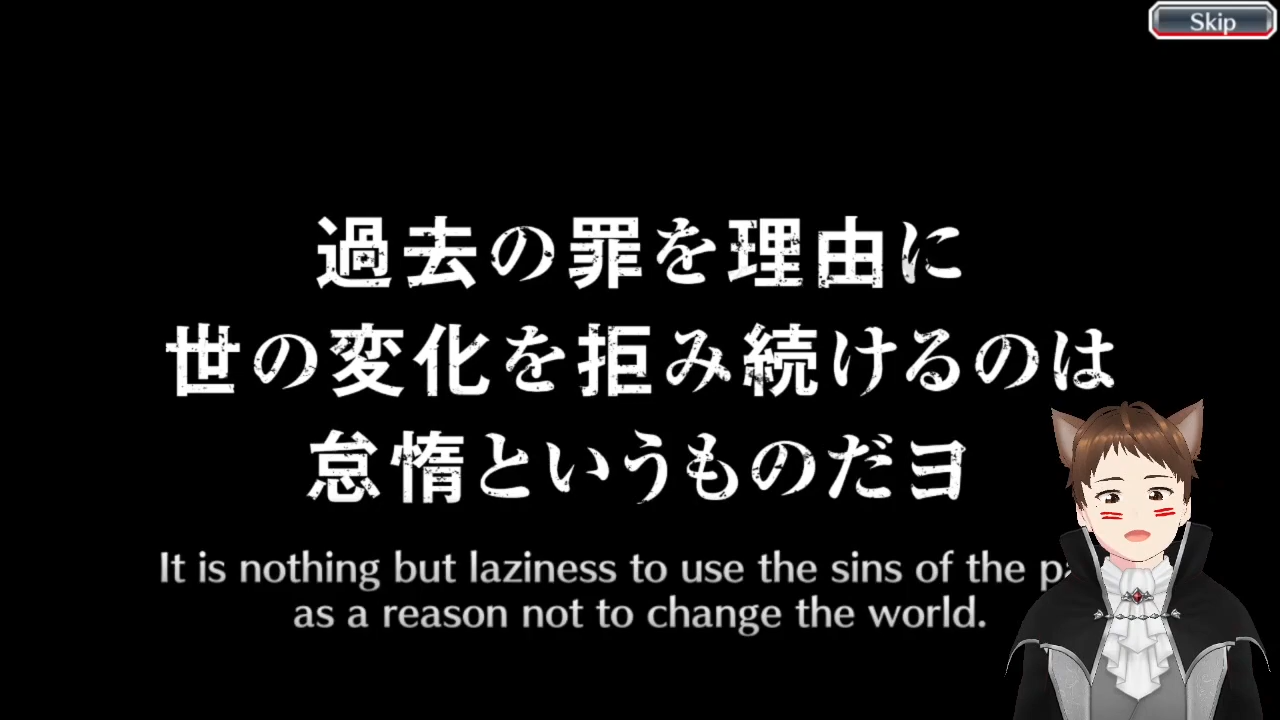 Skip
過去の罪を理由に
世の変化を拒み続けるのは
怠惰というものだヨ
It is nothing but laziness to use the sins of the
as a reason not to change the world.